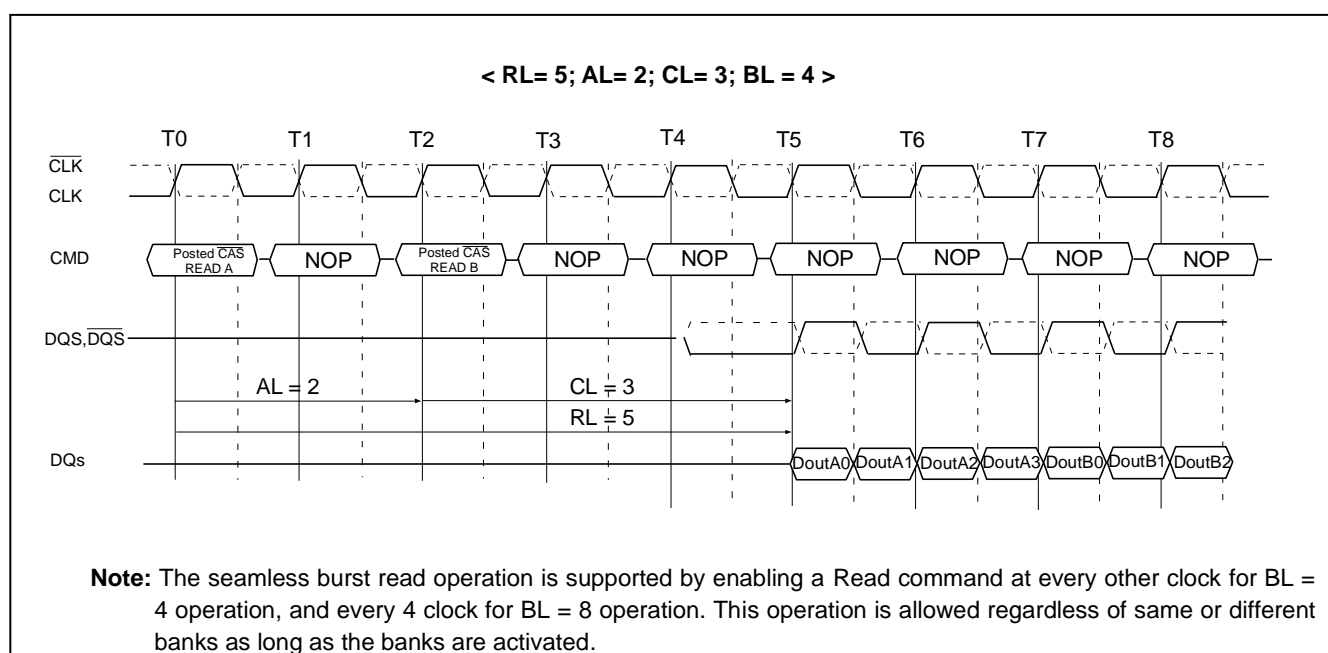 < RL= 5; AL= 2; CL= 3; BL = 4 >
T0 T1 T2 T3 T4 T5 T6 T7 T8
CLK
CLK
CMD
Posted CAS
READ A
NOP
Posted CAS
READ B
NOP
NOP
NOP
NOP
NOP
NOP
DQS,DQS
AL = 2
CL = 3
RL = 5
DQs
DoutA0 DoutA1 DoutA2 DoutA3 DoutB0 DoutB1 DoutB2
Note: The seamless burst read operation is supported by enabling a Read command at every other clock for BL =
4 operation, and every 4 clock for BL = 8 operation. This operation is allowed regardless of same or different
banks as long as the banks are activated.